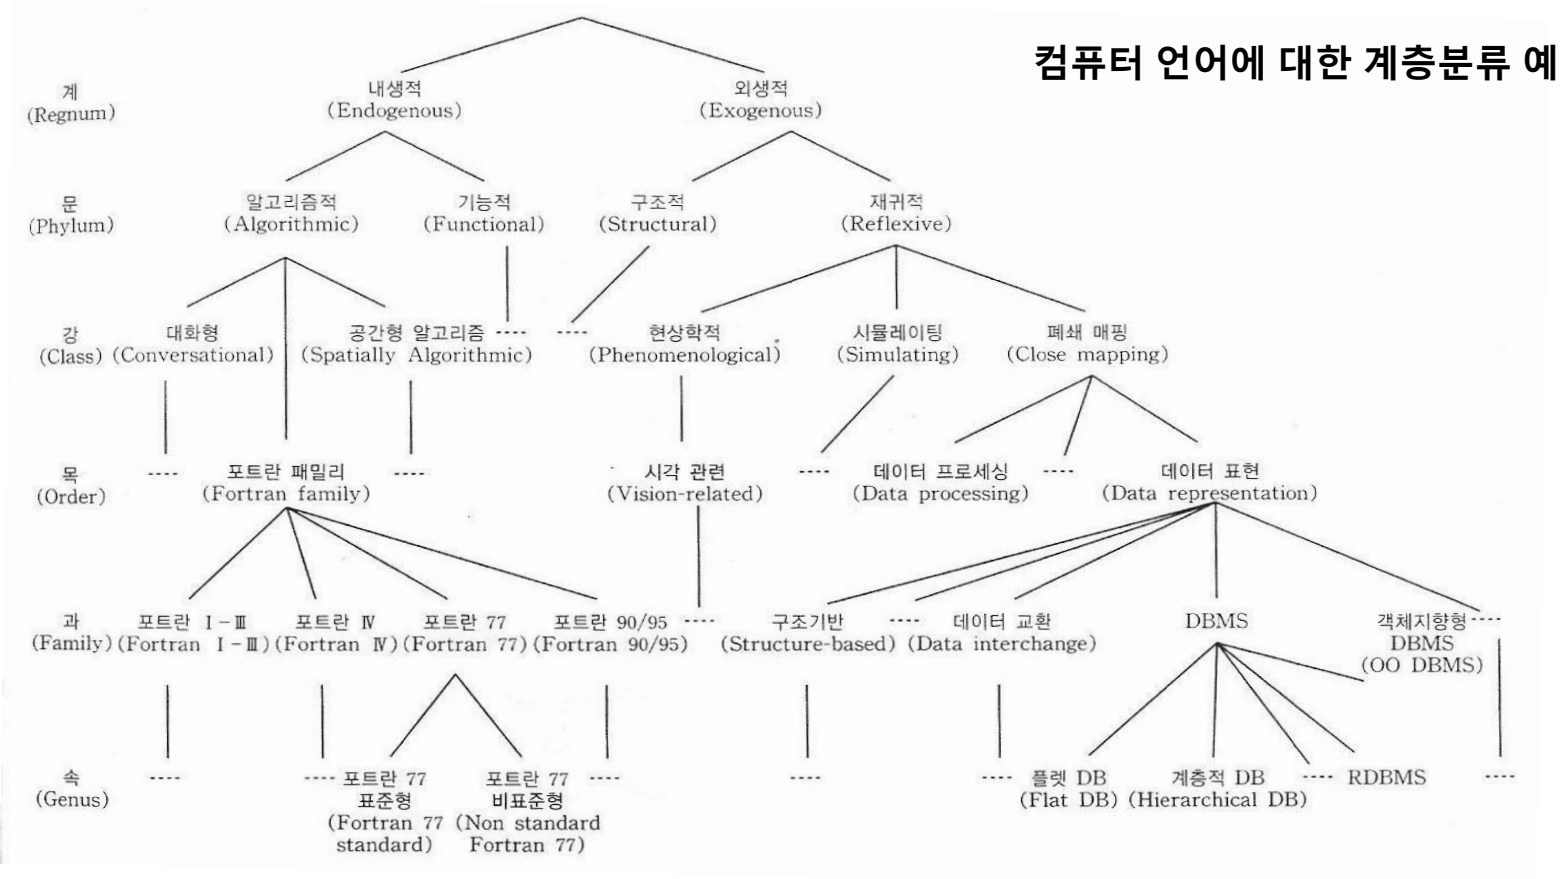 컴퓨터 언어에 대한 계층분류 예
계 내생적 외생적
(Regnum) (Endogenous) (Exogenous)
문 알고리즘적 기능적 구조적 재귀적
(Phylum) (Algorithmic) (Functional) (Structural) (Reflexive)
강 대화형 공간형 알고리즘 ---- ---- 현상학적 시뮬레이팅 폐쇄 매핑
(Class) (Conversational) (Spatially Algorithmic) (Phenomenological) (Simulating) (Close mapping)
목 ---- 포트란 패밀리 ---- 시각 관련 ---- 데이터 프로세싱 ---- 데이터 표현
(Order) (Fortran family) (Vision-related) (Data processing) (Data representation)
과 포트란 Ⅰ-Ⅲ 포트란 Ⅳ 포트란 77 포트란 90/95 ---- 구조기반 ---- 데이터 교환 DBMS 객체지향형 ----
(Family) (Fortran Ⅰ-Ⅲ) (Fortran Ⅳ) (Fortran 77) (Fortran 90/95) (Structure-based) (Data interchange) DBMS
(OO DBMS)
속 ---- ---- 포트란 77 포트란 77 ---- ---- ---- 플렛 DB 계층적 DB ---- RDBMS ----
(Genus) 표준형 비표준형 (Flat DB) (Hierarchical DB)
(Fortran 77 (Non standard
standard) Fortran 77)